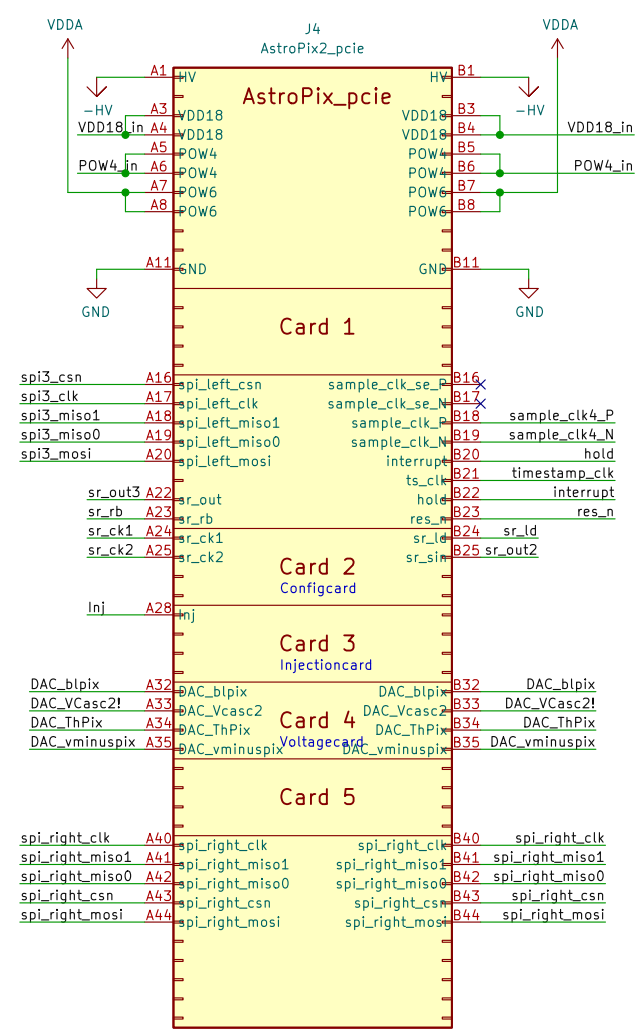 J4
AstroPix2_pcie
VDDA VDDA
A1 HV HV B1
AstroPix_pcie
-HV -HV
A3 VDD18 VDD18 B3
VDD18_in A4 VDD18 VDD18 B4 VDD18_in
A5 POW4 POW4 B5
POW4_in A6 POW4 POW4 B6 POW4_in
A7 POW6 POW6 B7
A8 POW6 POW6 B8
A11 GND GND B11
GND GND
Card 1
spi3_csn A16 spi_left_csn sample_clk_se_P B16
spi3_clk A17 spi_left_clk sample_clk_se_N B17
spi3_miso1 A18 spi_left_miso1 sample_clk_P B18 sample_clk4_P
spi3_miso0 A19 spi_left_miso0 sample_clk_N B19 sample_clk4_N
spi3_mosi A20 spi_left_mosi interrupt B20 hold
ts_clk B21 timestamp_clk
sr_out3 A22 sr_out hold B22 interrupt
sr_rb A23 sr_rb res_n B23 res_n
sr_ck1 A24 sr_ck1 sr_ld B24 sr_ld
sr_ck2 A25 sr_ck2 sr_sin B25 sr_out2
Card 2
Configcard
Inj A28 Inj
Card 3
Injectioncard
DAC_blpix A32 DAC_blpix DAC_blpix B32 DAC_blpix
DAC_VCasc2! A33 DAC_Vcasc2 DAC_Vcasc2 B33 DAC_VCasc2!
Card 4
DAC_ThPix A34 DAC_ThPix DAC_ThPix B34 DAC_ThPix
Voltagecard
DAC_vminuspix A35 DAC_vminuspix DAC_vminuspix B35 DAC_vminuspix
Card 5
spi_right_clk A40 spi_right_clk spi_right_clk B40 spi_right_clk
spi_right_miso1 A41 spi_right_miso1 spi_right_miso1 B41 spi_right_miso1
spi_right_miso0 A42 spi_right_miso0 spi_right_miso0 B42 spi_right_miso0
spi_right_csn A43 spi_right_csn spi_right_csn B43 spi_right_csn
spi_right_mosi A44 spi_right_mosi spi_right_mosi B44 spi_right_mosi